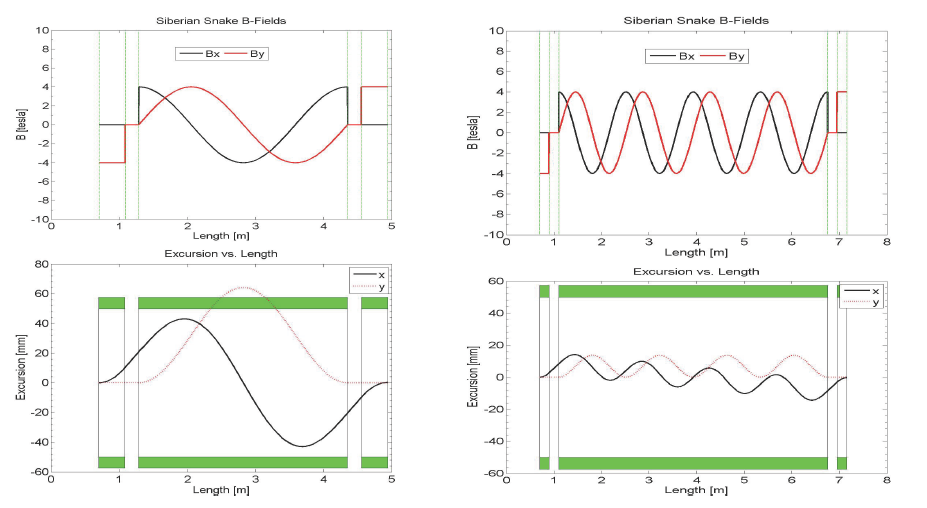 Siberian Snake B-Fields
10
8
6
4
2
0
-2
-4
-6
-8
-10
B [tesla]
Bx By
0 1 2 3 4 5
Length [m]
Excursion vs. Length
80
60
40
20
0
-20
-40
-60
Excursion [mm]
x
y
0 1 2 3 4 5
Length [m]
Siberian Snake B-Fields
10
8
6
4
2
0
-2
-4
-6
-8
-10
B [tesla]
Bx By
0 1 2 3 4 5 6 7 8
Length [m]
Excursion vs. Length
60
40
20
0
-20
-40
-60
Excursion [mm]
x
y
0 1 2 3 4 5 6 7 8
Length [m]